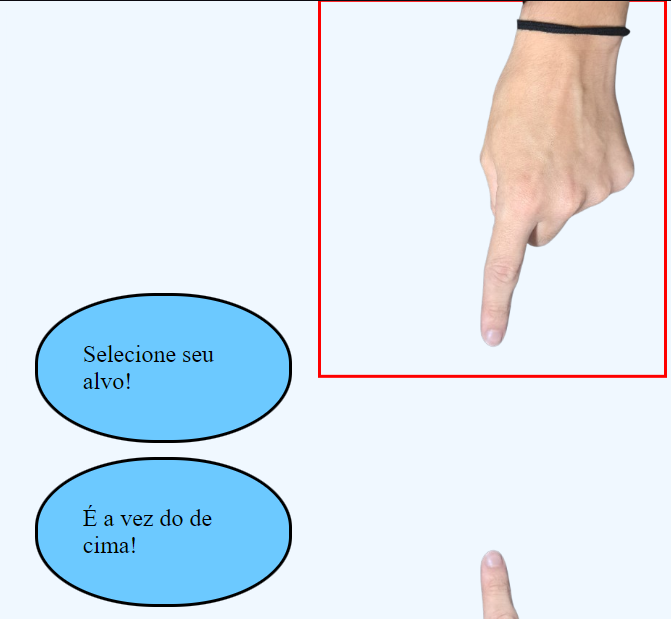 Selecione seu
alvo!
É a vez do de
cima!